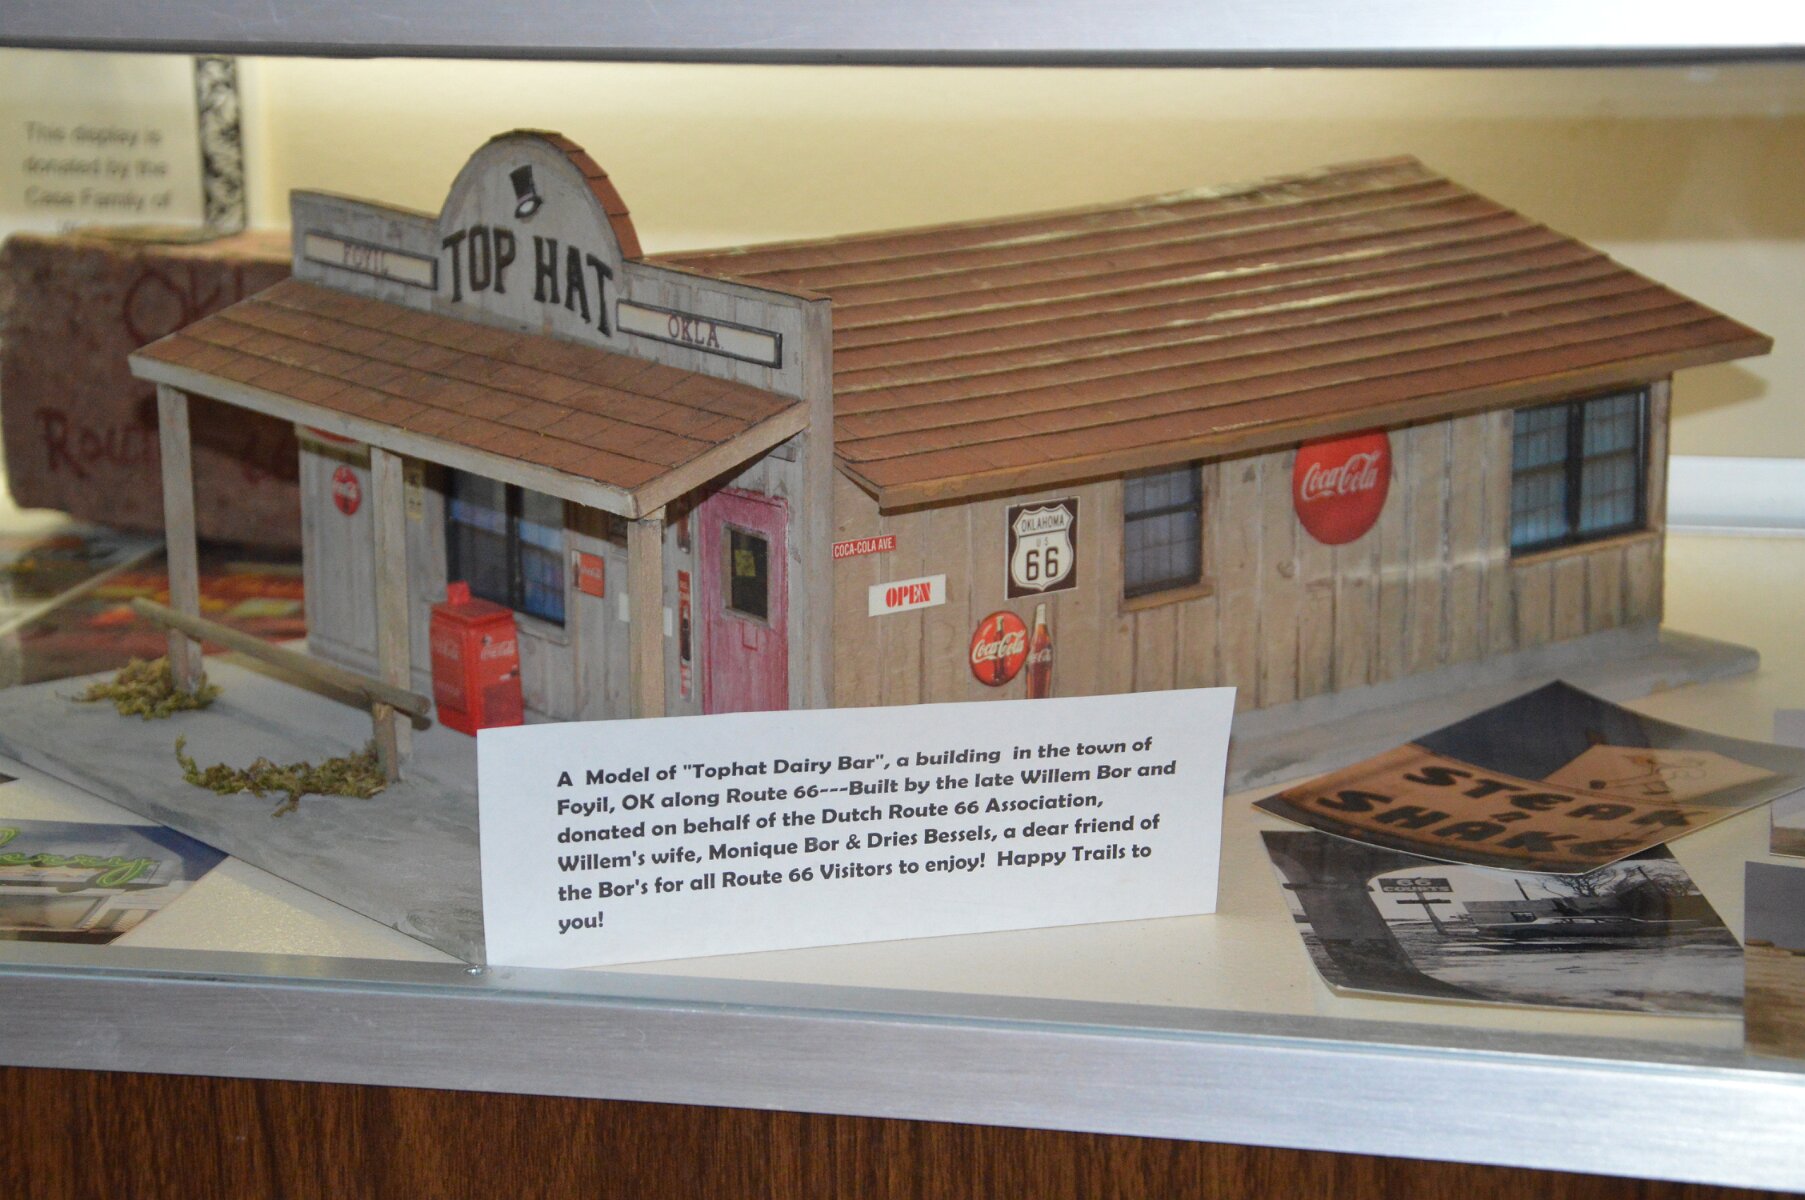 This display is
donated by the
Case Family of
TOP HAT
FOYIL
OKLA
Coca-Cola
COCA-COLA AVE.
OPEN
OKLAHOMA
U S
66
Coca-Cola
Coca-Cola
A Model of "Tophat Dairy Bar", a building in the town of
Foyil, OK along Route 66---Built by the late Willem Bor and
donated on behalf of the Dutch Route 66 Association,
Willem's wife, Monique Bor & Dries Bessels, a dear friend of
the Bor's for all Route 66 Visitors to enjoy! Happy Trails to
you!
STEAK
N
SHAKE
66
COURTS